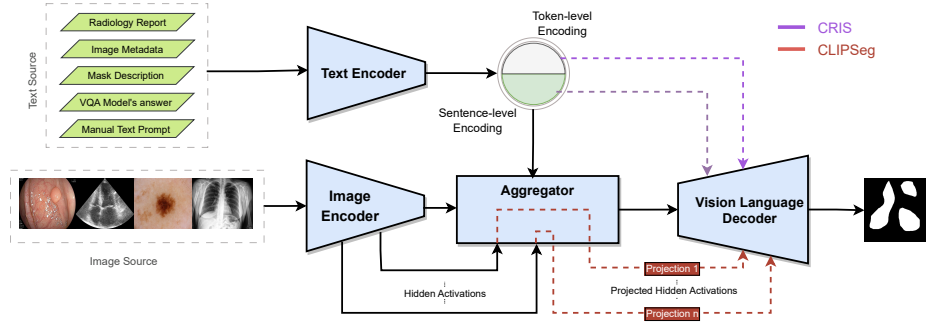 Text Source
Radiology Report
Image Metadata
Mask Description
VQA Model's answer
Manual Text Prompt
Text Encoder
Token-level
Encoding
Sentence-level
Encoding
CRIS
CLIPSeg
Image Source
Image
Encoder
Aggregator
Vision Language
Decoder
Hidden Activations
Projection 1
Projected Hidden Activations
Projection n